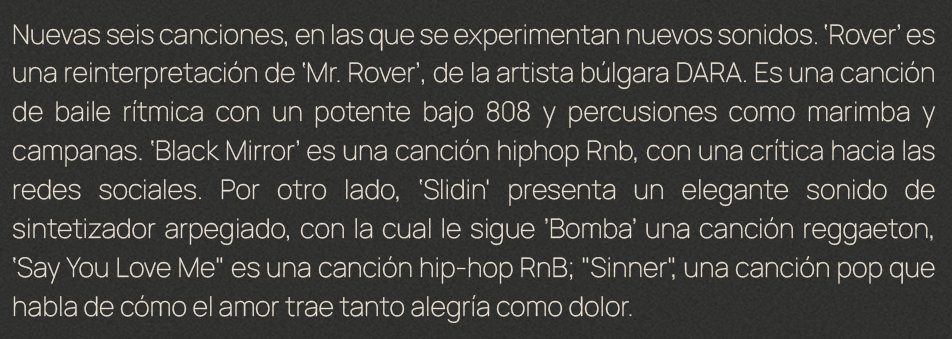 Nuevas seis canciones, en las que se experimentan nuevos sonidos. ‘Rover’ es
una reinterpretación de ‘Mr. Rover’, de la artista búlgara DARA. Es una canción
de baile rítmica con un potente bajo 808 y percusiones como marimba y
campanas. ‘Black Mirror’ es una canción hiphop Rnb, con una crítica hacia las
redes sociales. Por otro lado, ‘Slidin' presenta un elegante sonido de
sintetizador arpegiado, con la cual le sigue ’Bomba’ una canción reggaeton,
‘Say You Love Me" es una canción hip-hop RnB; "Sinner", una canción pop que
habla de cómo el amor trae tanto alegría como dolor.